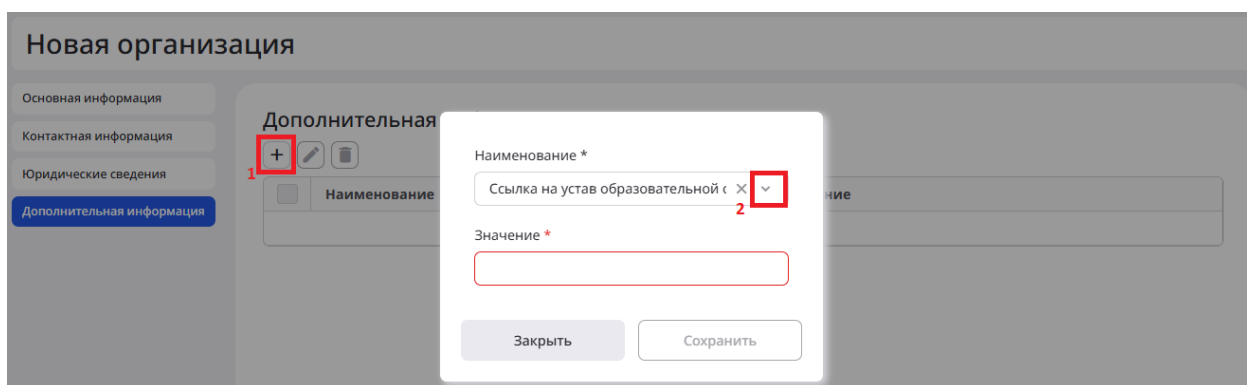 Новая организация
Основная информация
Контактная информация
Юридические сведения
Дополнительная информация
Дополнительная
1
Наименование
ние
Наименование *
Ссылка на устав образовательной с
2
Значение *
Закрыть
Сохранить